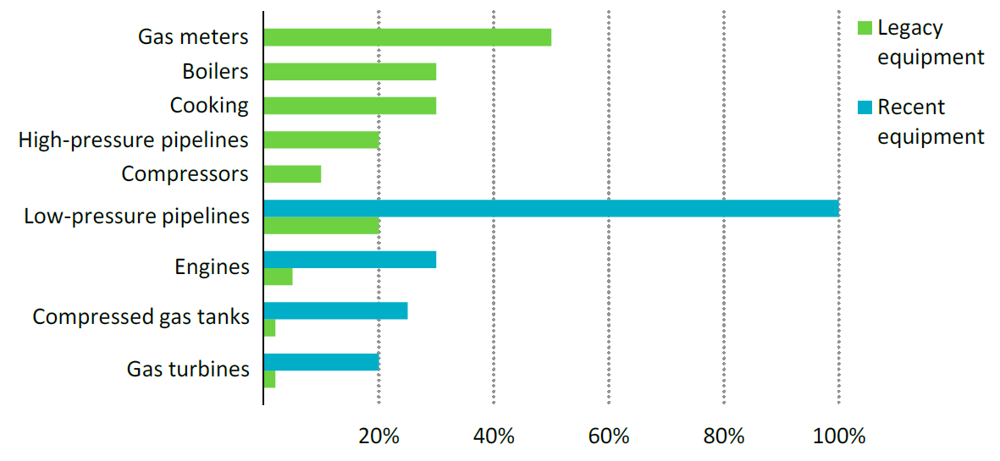 Gas meters
Boilers
Cooking
High-pressure pipelines
Compressors
Low-pressure pipelines
Engines
Compressed gas tanks
Gas turbines
20%
40%
60%
80%
100%
Legacy
equipment
Recent
equipment